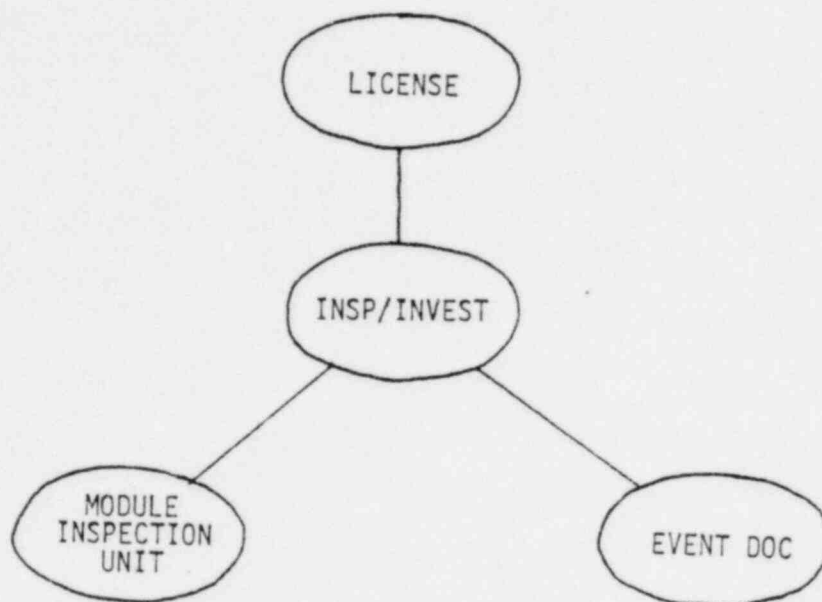 LICENSE
INSP/INVEST
MODULE
INSPECTION
UNIT
EVENT DOC